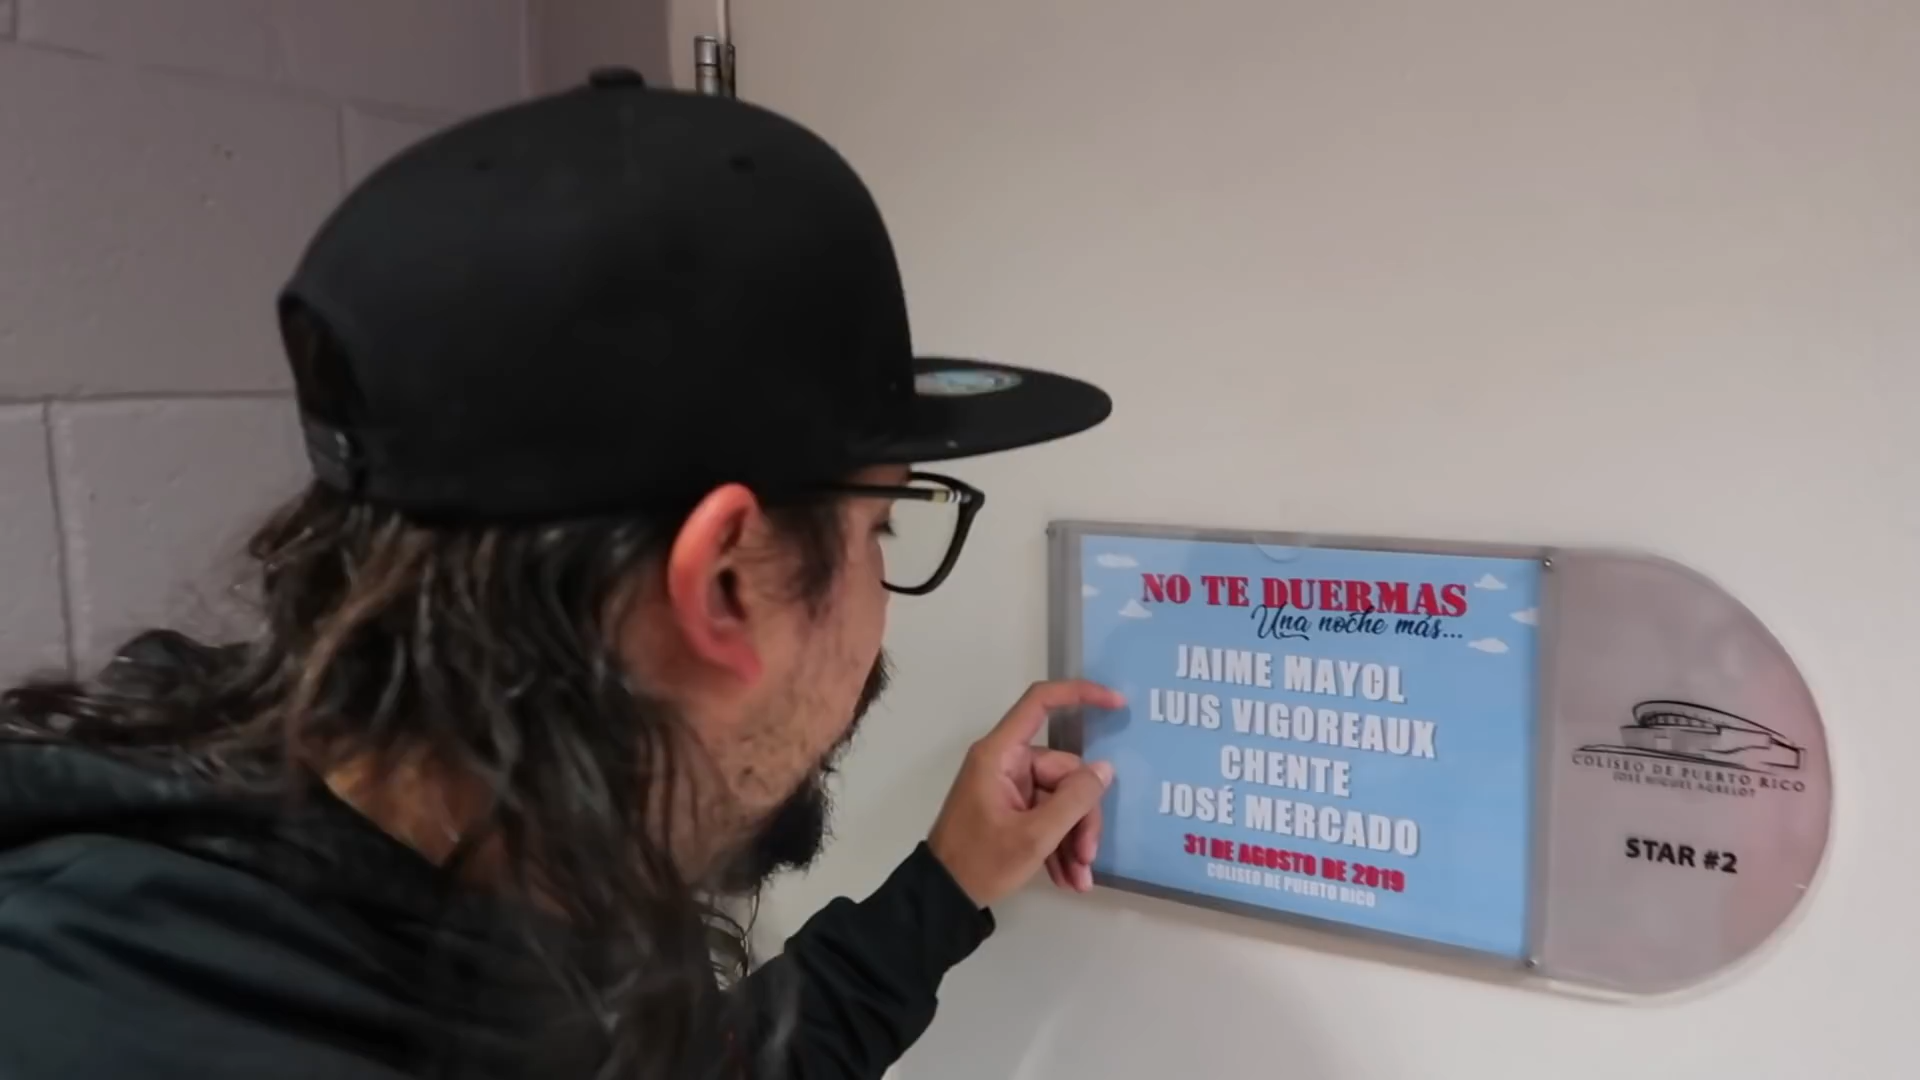 NO TE DUERMAS
Una noche más...
JAIME MAYOL
LUIS VIGOREAUX
CHENTE
JOSÉ MERCADO
31 DE AGOSTO DE 2019
COLISEO DE PUERTO RICO
COLISEO DE PUERTO RICO
JOSÉ MIGUEL AGRELOT
STAR #2